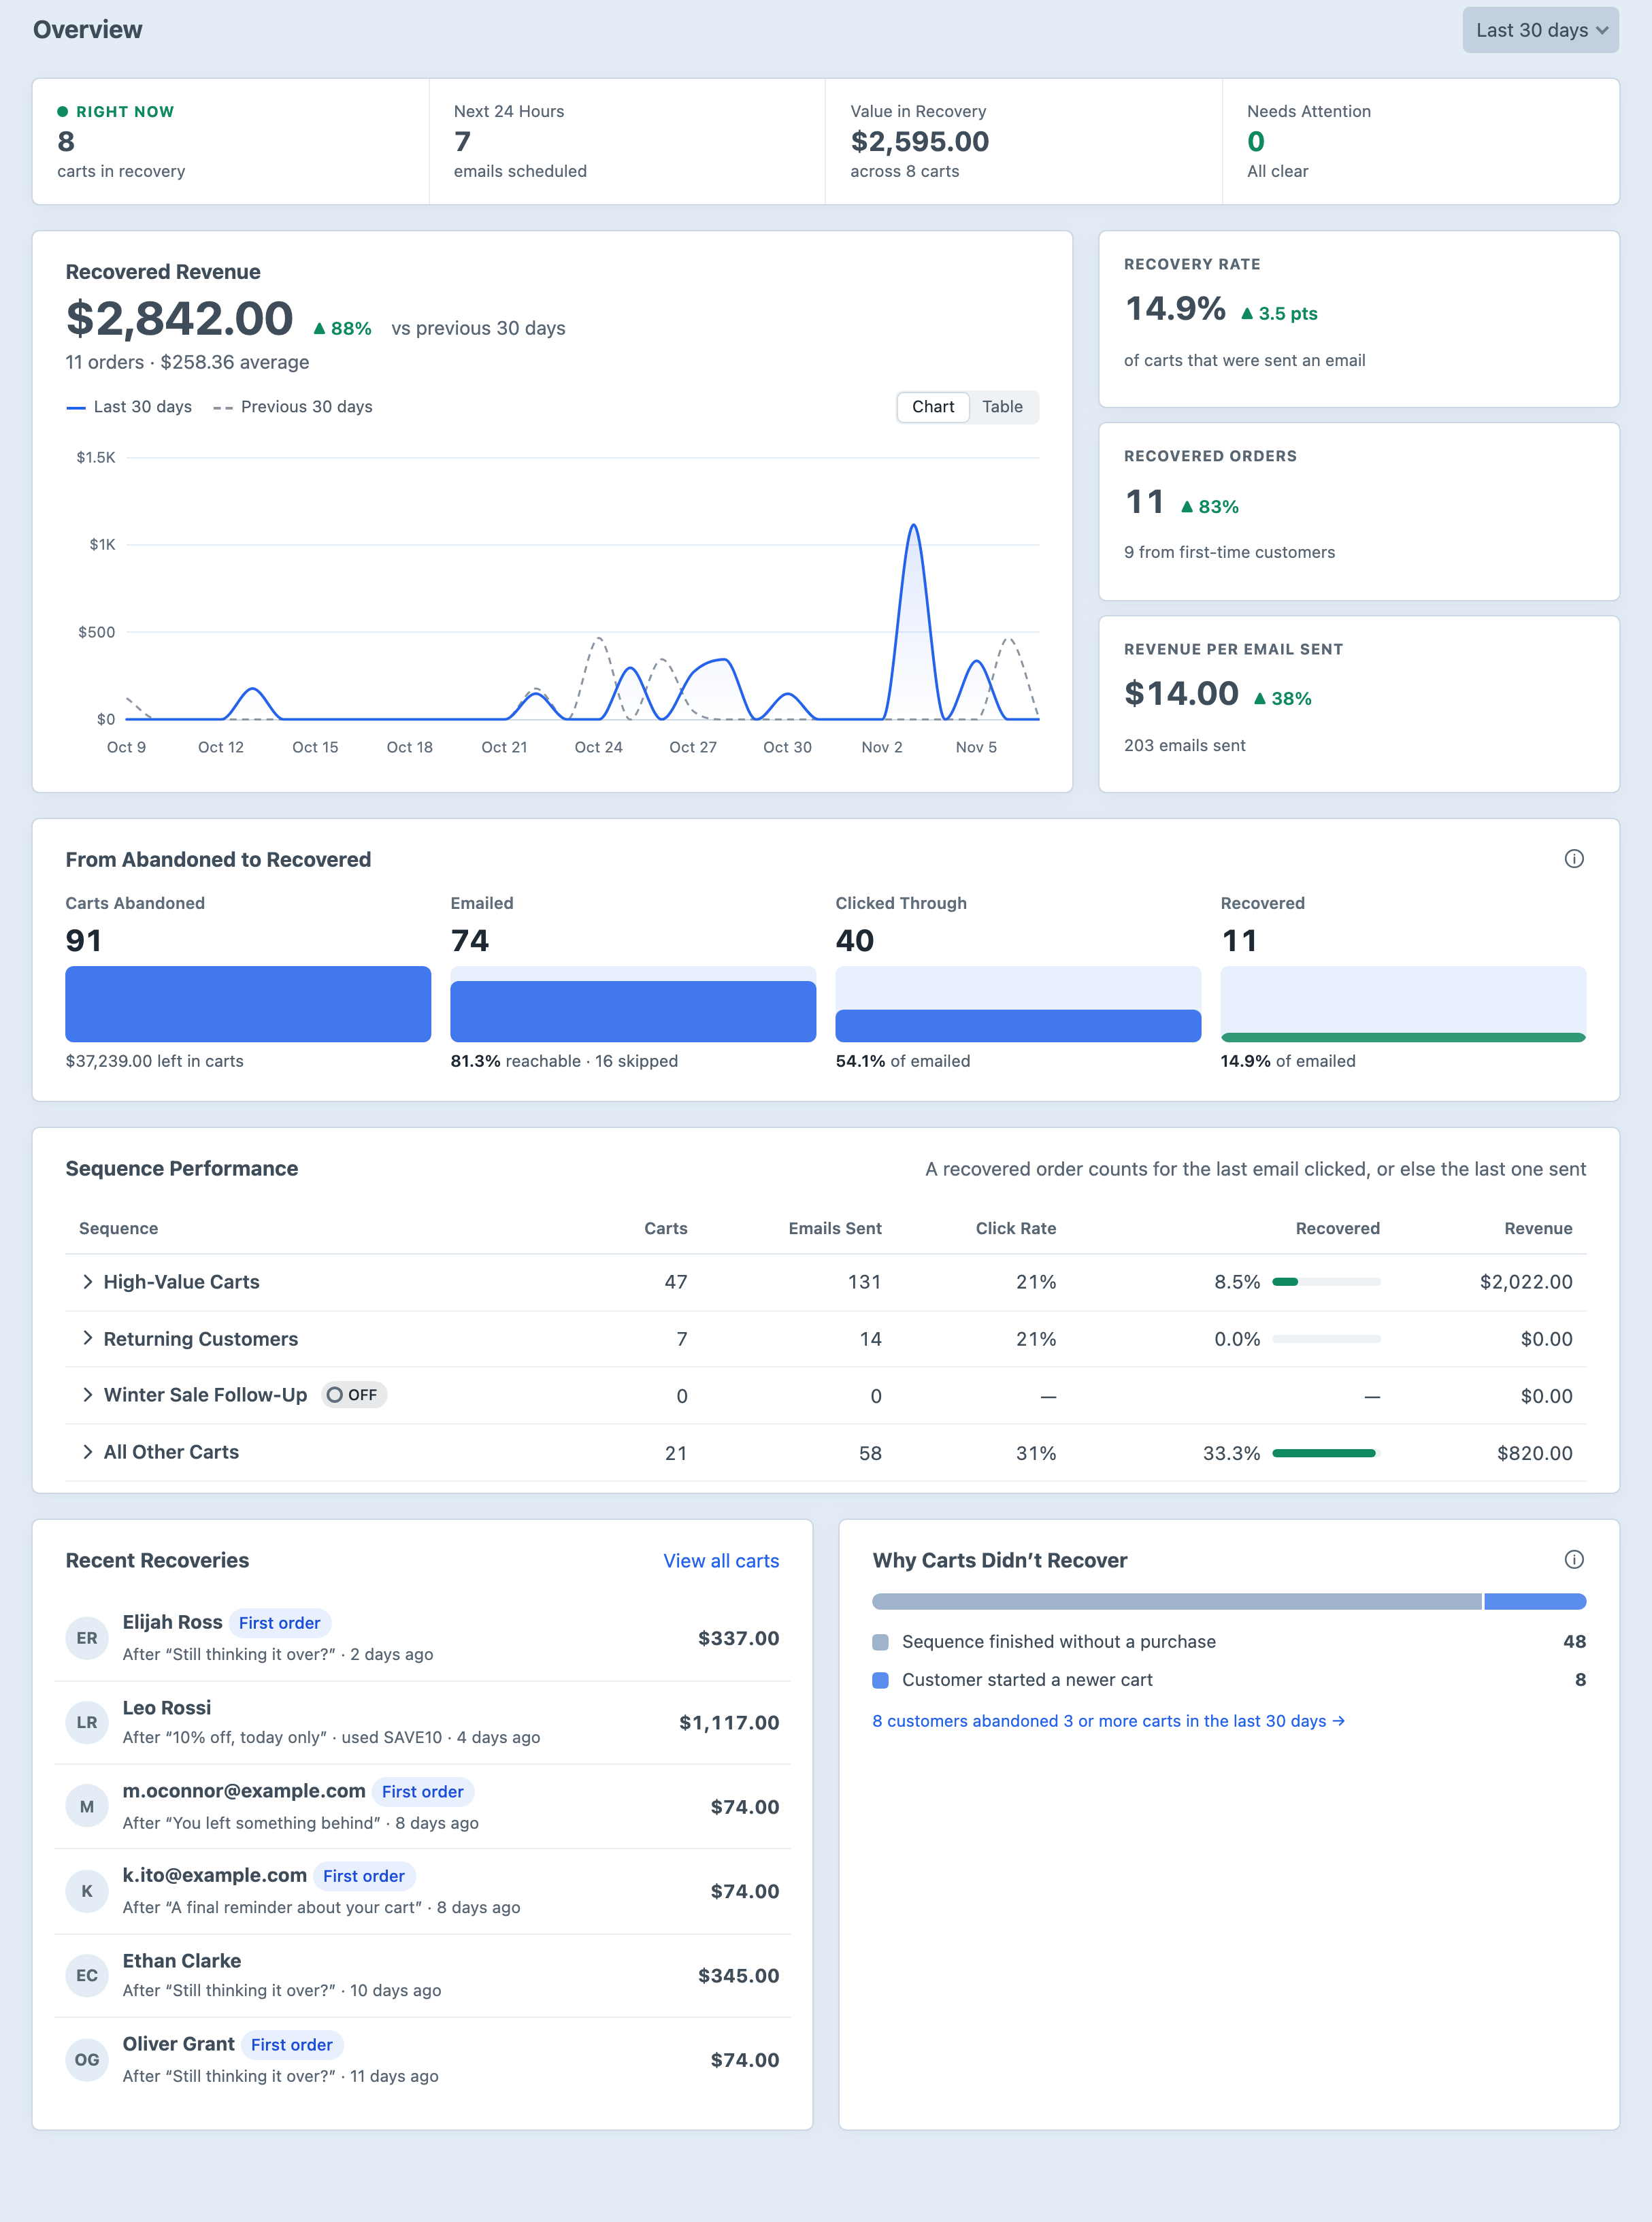 Overview
Last 30 days
RIGHT NOW
8
carts in recovery
Next 24 Hours
7
emails scheduled
Value in Recovery
$2,595.00
across 8 carts
Needs Attention
0
All clear
Recovered Revenue
$2,842.00 ▲ 88% vs previous 30 days
11 orders · $258.36 average
Last 30 days Previous 30 days
Chart Table
$1.5K
$1K
$500
$0
Oct 9 Oct 12 Oct 15 Oct 18 Oct 21 Oct 24 Oct 27 Oct 30 Nov 2 Nov 5
RECOVERY RATE
14.9% ▲ 3.5 pts
of carts that were sent an email
RECOVERED ORDERS
11 ▲ 83%
9 from first-time customers
REVENUE PER EMAIL SENT
$14.00 ▲ 38%
203 emails sent
From Abandoned to Recovered
Carts Abandoned
91
$37,239.00 left in carts
Emailed
74
81.3% reachable · 16 skipped
Clicked Through
40
54.1% of emailed
Recovered
11
14.9% of emailed
Sequence Performance
A recovered order counts for the last email clicked, or else the last one sent
Sequence Carts Emails Sent Click Rate Recovered Revenue
High-Value Carts 47 131 21% 8.5% $2,022.00
Returning Customers 7 14 21% 0.0% $0.00
Winter Sale Follow-Up OFF 0 0 — — $0.00
All Other Carts 21 58 31% 33.3% $820.00
Recent Recoveries
View all carts
ER
Elijah Ross First order
After “Still thinking it over?” · 2 days ago
$337.00
LR
Leo Rossi
After “10% off, today only” · used SAVE10 · 4 days ago
$1,117.00
M
m.oconnor@example.com First order
After “You left something behind” · 8 days ago
$74.00
K
k.ito@example.com First order
After “A final reminder about your cart” · 8 days ago
$74.00
EC
Ethan Clarke
After “Still thinking it over?” · 10 days ago
$345.00
OG
Oliver Grant First order
After “Still thinking it over?” · 11 days ago
$74.00
Why Carts Didn’t Recover
Sequence finished without a purchase 48
Customer started a newer cart 8
8 customers abandoned 3 or more carts in the last 30 days →